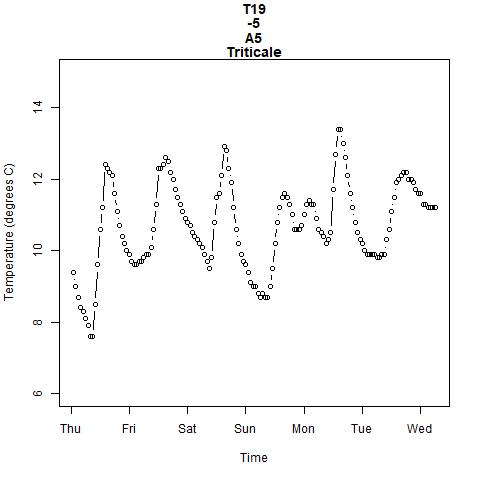 T19
-5
A5
Triticale
Temperature (degrees C)
14
12
10
8
6
Thu Fri Sat Sun Mon Tue Wed
Time